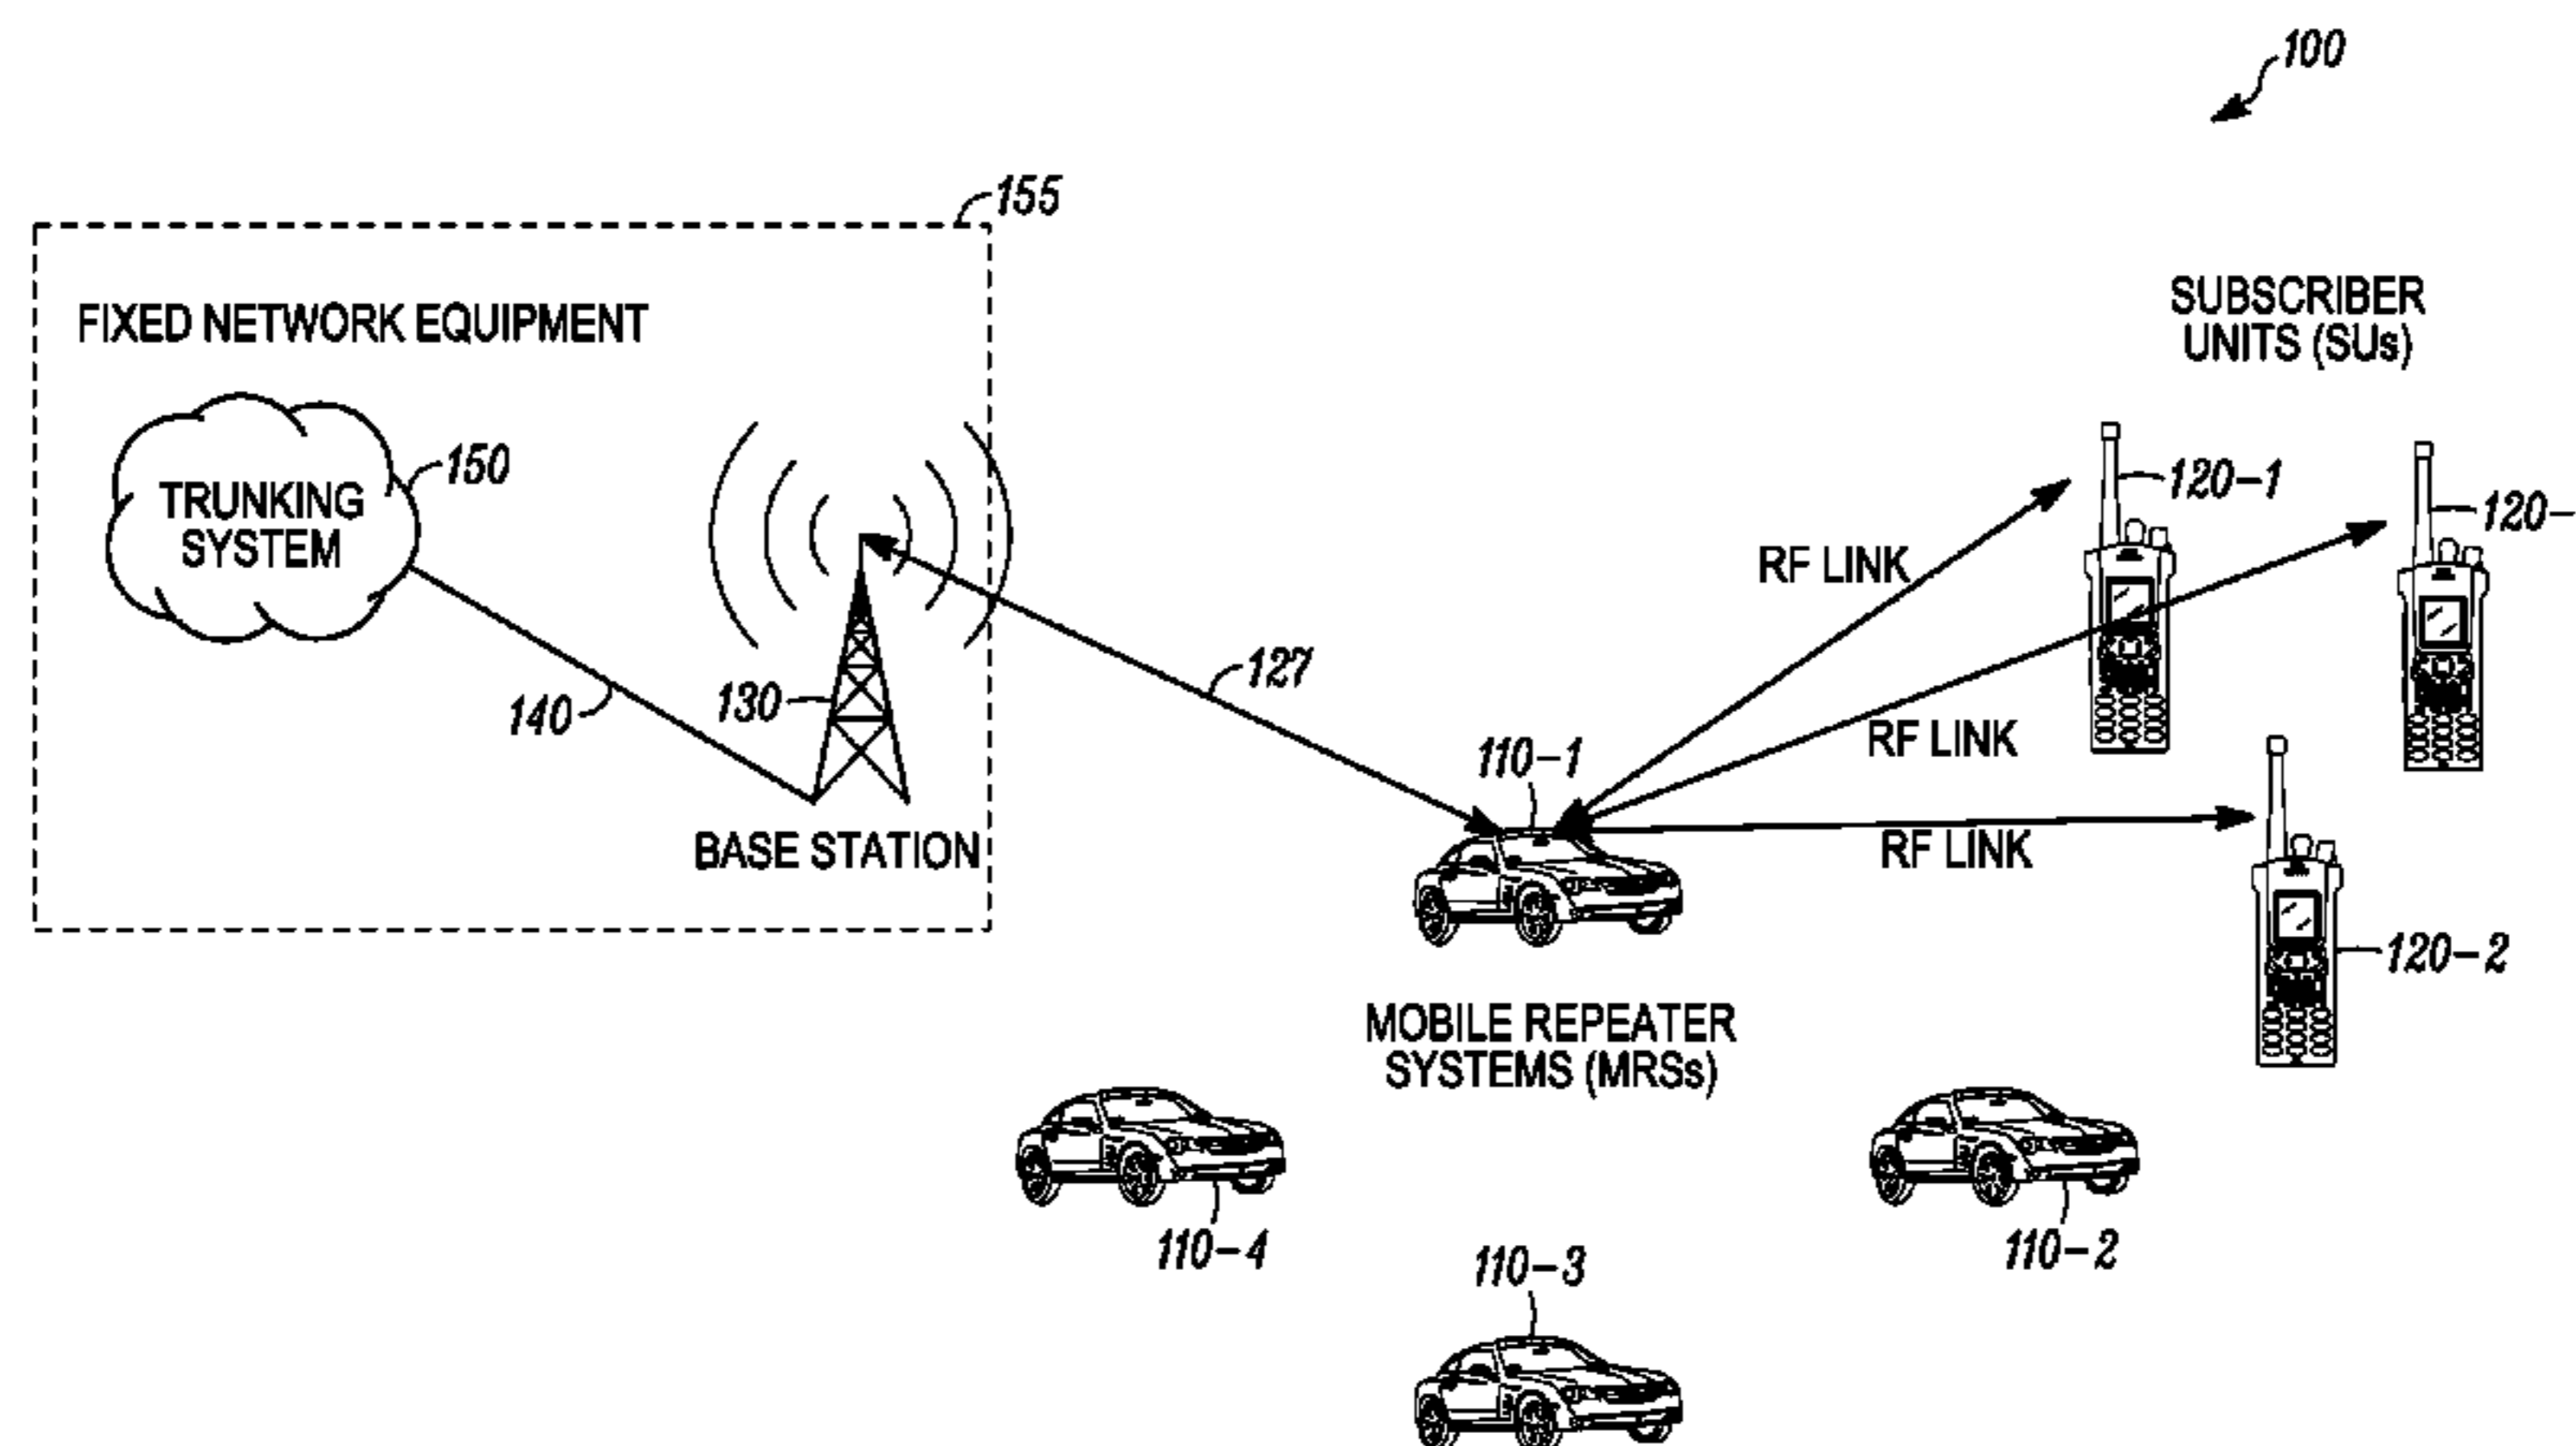 100
155
FIXED NETWORK EQUIPMENT
SUBSCRIBER
UNITS (SUs)
150
TRUNKING
SYSTEM
120-1
120-
RF LINK
127
140
130
RF LINK
110-1
BASE STATION
RF LINK
120-2
MOBILE REPEATER
SYSTEMS (MRSs)
110-4
110-2
110-3